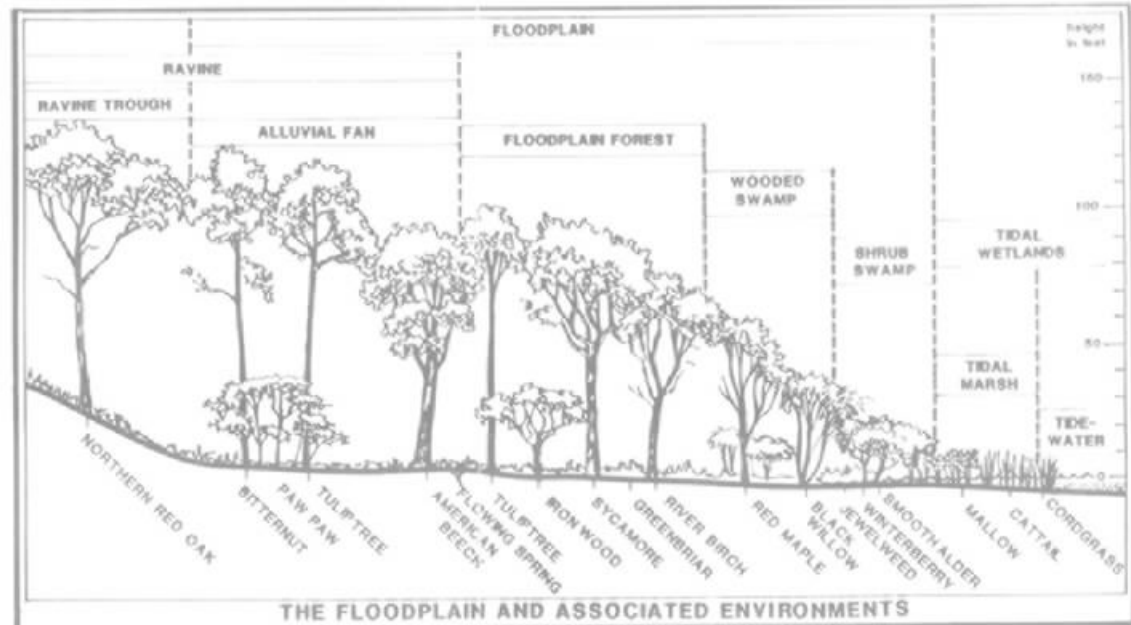 FLOODPLAIN
height
in feet
RAVINE
150
RAVINE TROUGH
ALLUVIAL FAN
FLOODPLAIN FOREST
WOODED
SWAMP
100
TIDAL
WETLANDS
SHRUB
SWAMP
50
TIDAL
MARSH
TIDE-
WATER
0
NORTHERN RED OAK
BITTERNUT
PAW PAW
TULIPTREE
AMERICAN
BEECH
FLOWING SPRING
TULIPTREE
IRON WOOD
SYCAMORE
GREENBRIAR
RIVER BIRCH
RED MAPLE
BLACK
WILLOW
JEWELWEED
WINTERBERRY
SMOOTH ALDER
MALLOW
CATTAIL
CORDGRASS
THE FLOODPLAIN AND ASSOCIATED ENVIRONMENTS